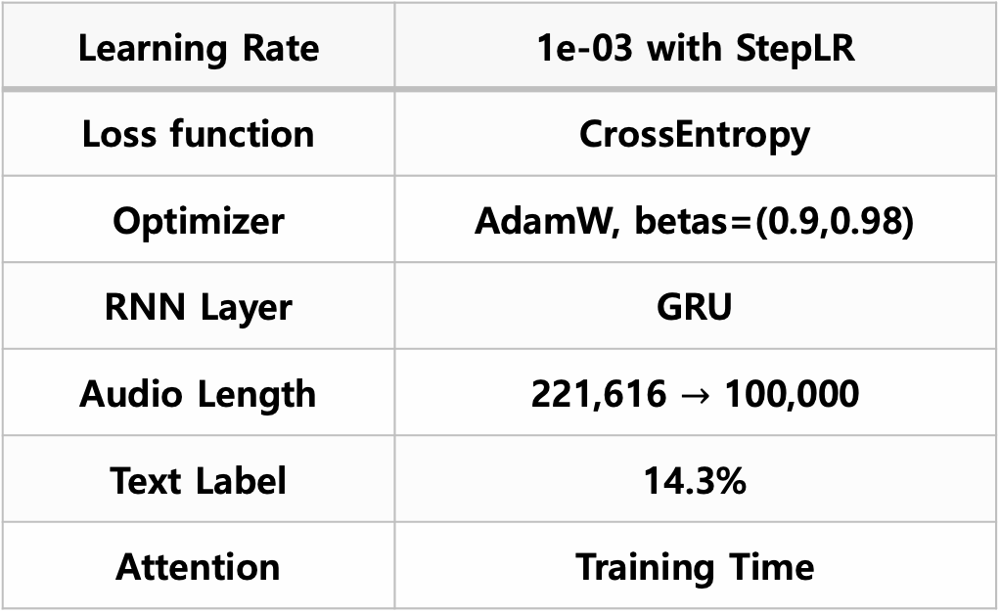 Learning Rate 1e-03 with StepLR
Loss function CrossEntropy
Optimizer AdamW, betas=(0.9,0.98)
RNN Layer GRU
Audio Length 221,616 → 100,000
Text Label 14.3%
Attention Training Time